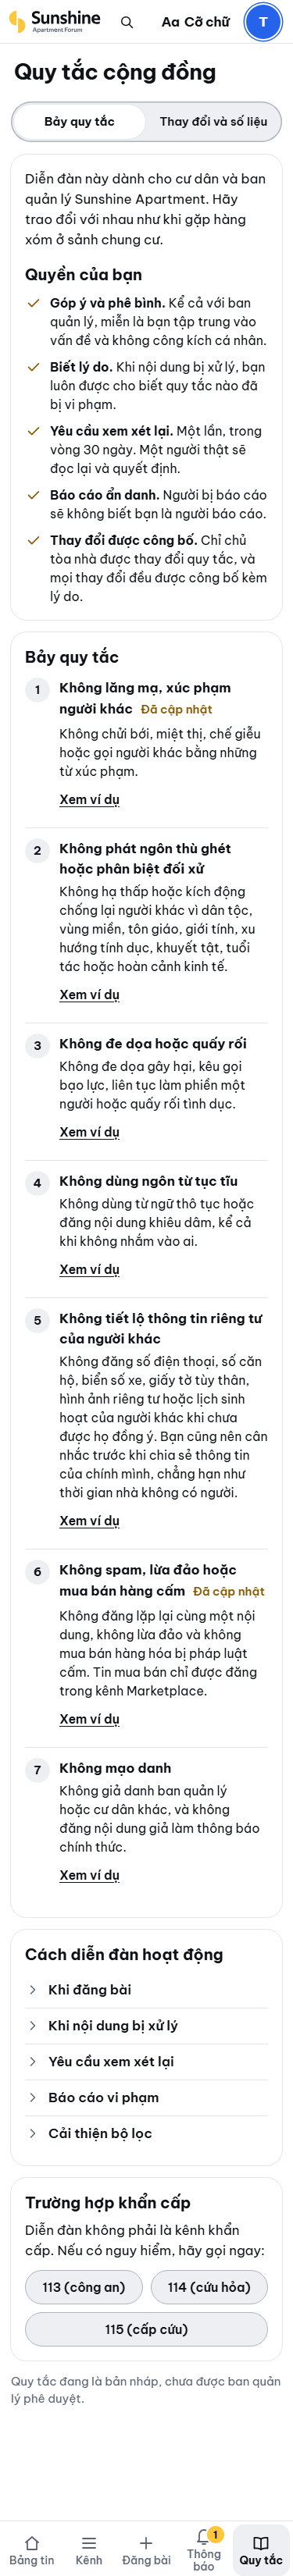 Sunshine
Apartment Forum
Aa Cỡ chữ
T
Quy tắc cộng đồng
Bảy quy tắc
Thay đổi và số liệu
Diễn đàn này dành cho cư dân và ban
quản lý Sunshine Apartment. Hãy
trao đổi với nhau như khi gặp hàng
xóm ở sảnh chung cư.
Quyền của bạn
Góp ý và phê bình. Kể cả với ban
quản lý, miễn là bạn tập trung vào
vấn đề và không công kích cá nhân.
Biết lý do. Khi nội dung bị xử lý, bạn
luôn được cho biết quy tắc nào đã
bị vi phạm.
Yêu cầu xem xét lại. Một lần, trong
vòng 30 ngày. Một người thật sẽ
đọc lại và quyết định.
Báo cáo ẩn danh. Người bị báo cáo
sẽ không biết bạn là người báo cáo.
Thay đổi được công bố. Chỉ chủ
tòa nhà được thay đổi quy tắc, và
mọi thay đổi đều được công bố kèm
lý do.
Bảy quy tắc
1
Không lăng mạ, xúc phạm
người khác Đã cập nhật
Không chửi bới, miệt thị, chế giễu
hoặc gọi người khác bằng những
từ xúc phạm.
Xem ví dụ
2
Không phát ngôn thù ghét
hoặc phân biệt đối xử
Không hạ thấp hoặc kích động
chống lại người khác vì dân tộc,
vùng miền, tôn giáo, giới tính, xu
hướng tính dục, khuyết tật, tuổi
tác hoặc hoàn cảnh kinh tế.
Xem ví dụ
3
Không đe dọa hoặc quấy rối
Không đe dọa gây hại, kêu gọi
bạo lực, liên tục làm phiền một
người hoặc quấy rối tình dục.
Xem ví dụ
4
Không dùng ngôn từ tục tĩu
Không dùng từ ngữ thô tục hoặc
đăng nội dung khiêu dâm, kể cả
khi không nhắm vào ai.
Xem ví dụ
5
Không tiết lộ thông tin riêng tư
của người khác
Không đăng số điện thoại, số căn
hộ, biển số xe, giấy tờ tùy thân,
hình ảnh riêng tư hoặc lịch sinh
hoạt của người khác khi chưa
được họ đồng ý. Bạn cũng nên cân
nhắc trước khi chia sẻ thông tin
của chính mình, chẳng hạn như
thời gian nhà không có người.
Xem ví dụ
6
Không spam, lừa đảo hoặc
mua bán hàng cấm Đã cập nhật
Không đăng lặp lại cùng một nội
dung, không lừa đảo và không
mua bán hàng hóa bị pháp luật
cấm. Tin mua bán chỉ được đăng
trong kênh Marketplace.
Xem ví dụ
7
Không mạo danh
Không giả danh ban quản lý
hoặc cư dân khác, và không
đăng nội dung giả làm thông báo
chính thức.
Xem ví dụ
Cách diễn đàn hoạt động
Khi đăng bài
Khi nội dung bị xử lý
Yêu cầu xem xét lại
Báo cáo vi phạm
Cải thiện bộ lọc
Trường hợp khẩn cấp
Diễn đàn không phải là kênh khẩn
cấp. Nếu có nguy hiểm, hãy gọi ngay:
113 (công an)
114 (cứu hỏa)
115 (cấp cứu)
Quy tắc đang là bản nháp, chưa được ban quản
lý phê duyệt.
Bảng tin
Kênh
Đăng bài
1
Thông
báo
Quy tắc